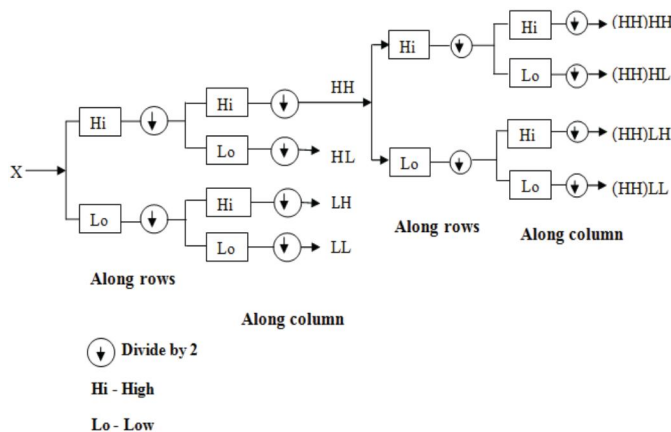 Hi
(HH)HH
Hi
HH
Lo
(HH)HL
Hi
Hi
Lo
HL
Hi
(HH)LH
Lo
X
Lo
(HH)LL
Lo
Hi
LH
Lo
LL
Along rows
Along column
Along rows
Along column
Divide by 2
Hi - High
Lo - Low